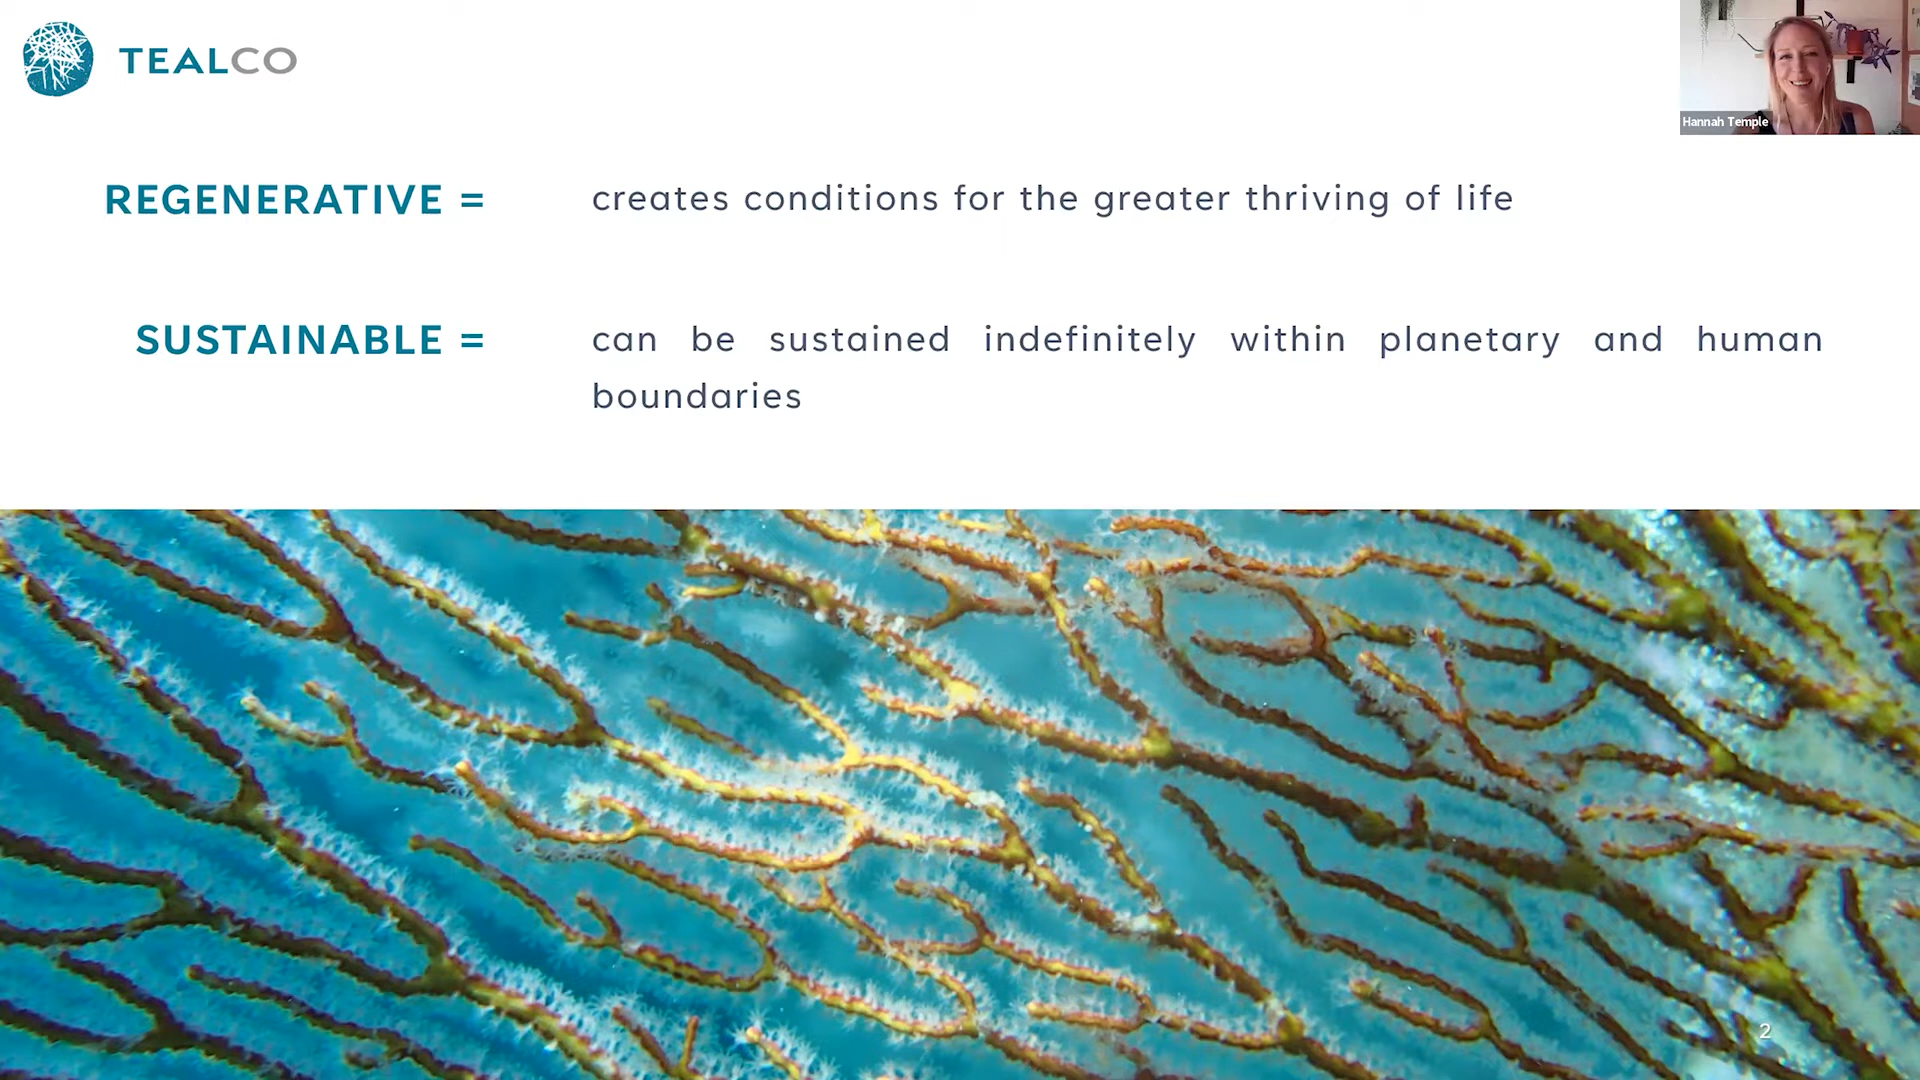 TEALCO
Hannah Temple
REGENERATIVE = creates conditions for the greater thriving of life
SUSTAINABLE = can be sustained indefinitely within planetary and human
boundaries
2